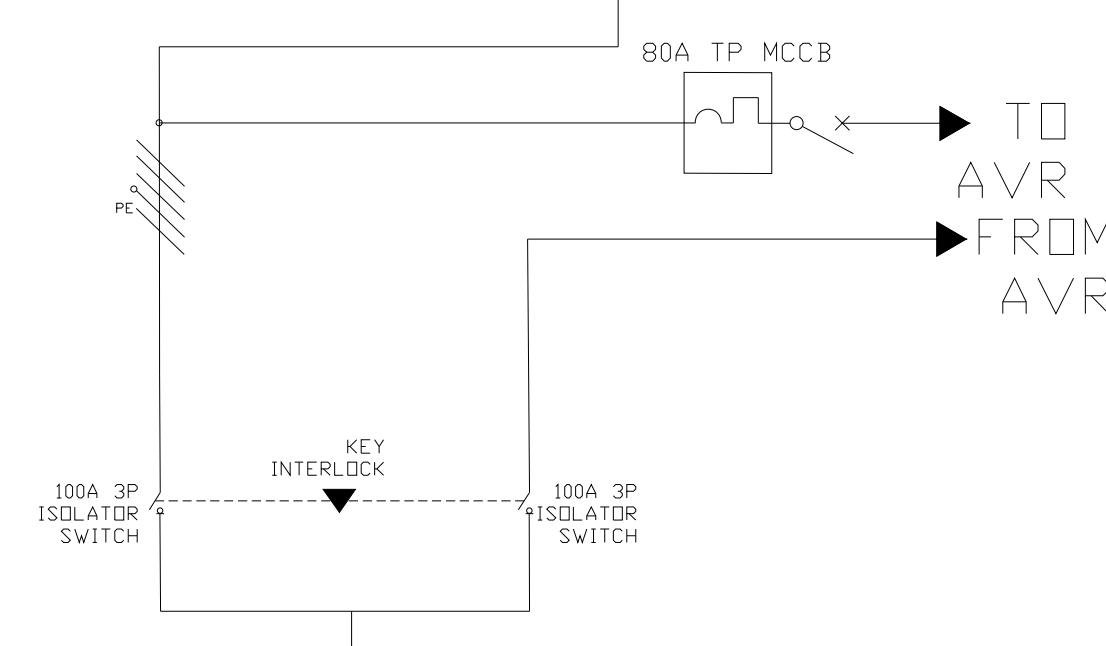 80A TP MCCB
TO
AVR
PE
FROM
AVR
KEY
INTERLOCK
100A 3P
ISOLATOR
SWITCH
100A 3P
ISOLATOR
SWITCH